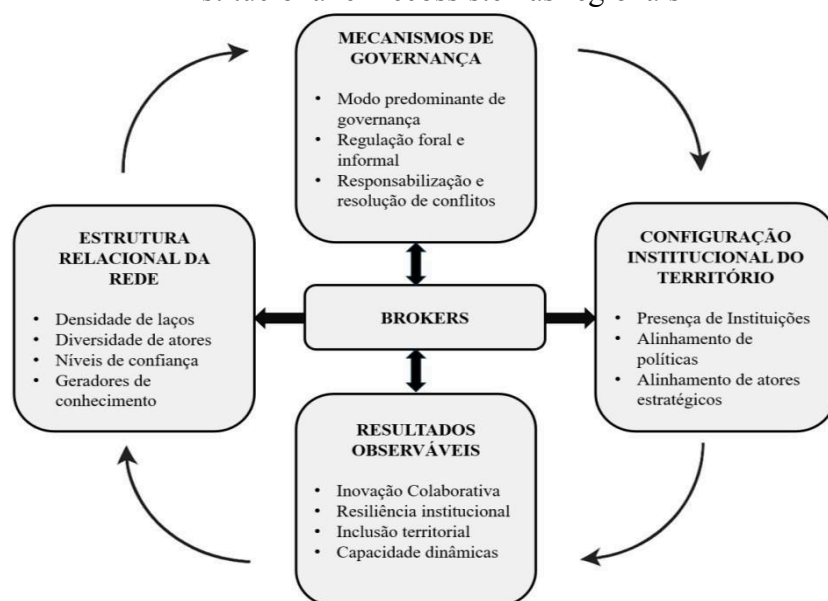 MECANISMOS DE
GOVERNANÇA
• Modo predominante de
governança
• Regulação foral e
informal
• Responsabilização e
resolução de conflitos
ESTRUTURA
RELACIONAL DA
REDE
• Densidade de laços
• Diversidade de atores
• Níveis de confiança
• Geradores de
conhecimento
BROKERS
CONFIGURAÇÃO
INSTITUCIONAL DO
TERRITÓRIO
• Presença de Instituições
• Alinhamento de
políticas
• Alinhamento de atores
estratégicos
RESULTADOS
OBSERVÁVEIS
• Inovação Colaborativa
• Resiliência institucional
• Inclusão territorial
• Capacidade dinâmicas